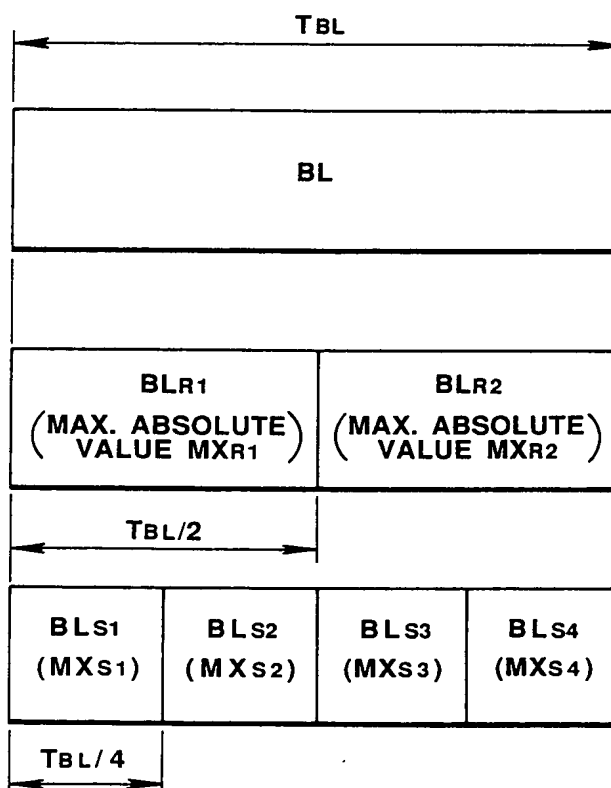 TBL
BL
BLR1
(MAX. ABSOLUTE
VALUE MXR1)
BLR2
(MAX. ABSOLUTE
VALUE MXR2)
TBL/2
BLS1
(MXS1)
BLS2
(MXS2)
BLS3
(MXS3)
BLS4
(MXS4)
TBL/4